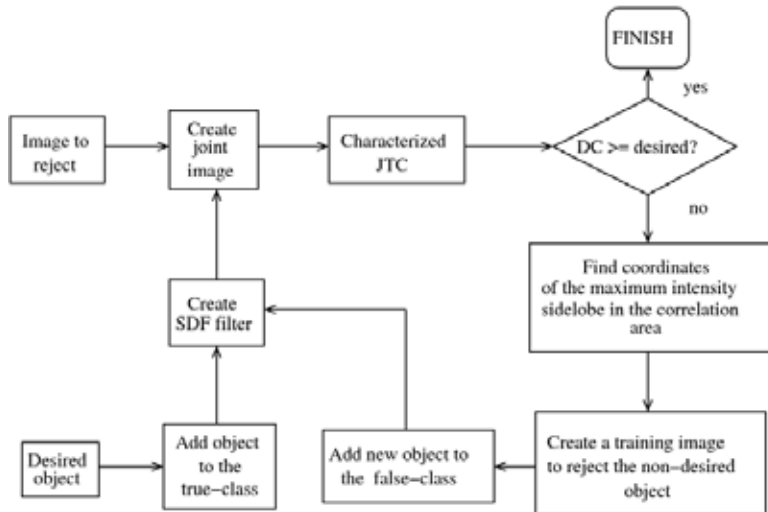 FINISH
yes
Image to
reject
Create
joint
image
Characterized
JTC
DC >= desired?
no
Find coordinates
of the maximum intensity
sidelobe in the correlation
area
Create
SDF filter
Desired
object
Add object
to the
true-class
Add new object to
the false-class
Create a training image
to reject the non-desired
object